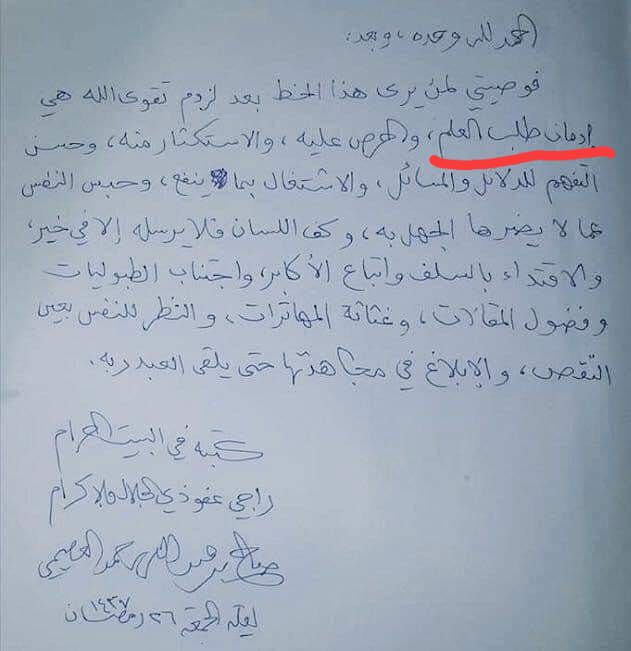 الحمد لله وحده، وبعد:
فوصيتي لمن يرى هذا الخط بعد لزوم تقوى الله هي
إدمان طلب العلم، والحرص عليه، والاستكثار منه، وحسن
التفهم للدلائل والمسائل، والاشتغال بما ينفع، وحبس النفس
عما لا يضرها الجهل به، وكف اللسان فلا يرسله إلا في خير،
والاقتداء بالسلف واتباع الأكابر، واجتناب الطبوليات
وفضول المقالات، وغثاثة المهاترات، والنظر للنفس بعين
النقص، والإبلاغ في مجاهدتها حتى يلقى العبد ربه.
كتبه في البيت الحرام
راجي عفو ذي الجلال والإكرام
صالح بن عبد الله بن حمد العصيمي
ليلة الجمعة ٢٦ رمضان ١٤٣٧